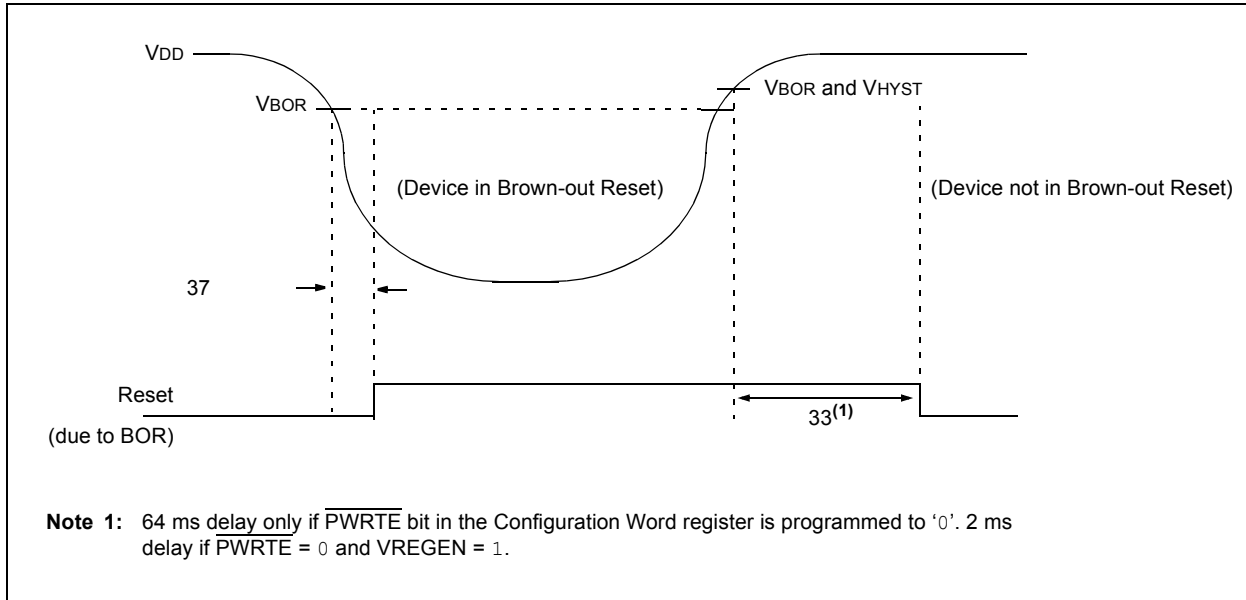 VDD
VBOR
VBOR and VHYST
(Device in Brown-out Reset)
(Device not in Brown-out Reset)
37
Reset
(due to BOR)
33(1)
Note 1: 64 ms delay only if PWRTE bit in the Configuration Word register is programmed to ‘0’. 2 ms
delay if PWRTE = 0 and VREGEN = 1.